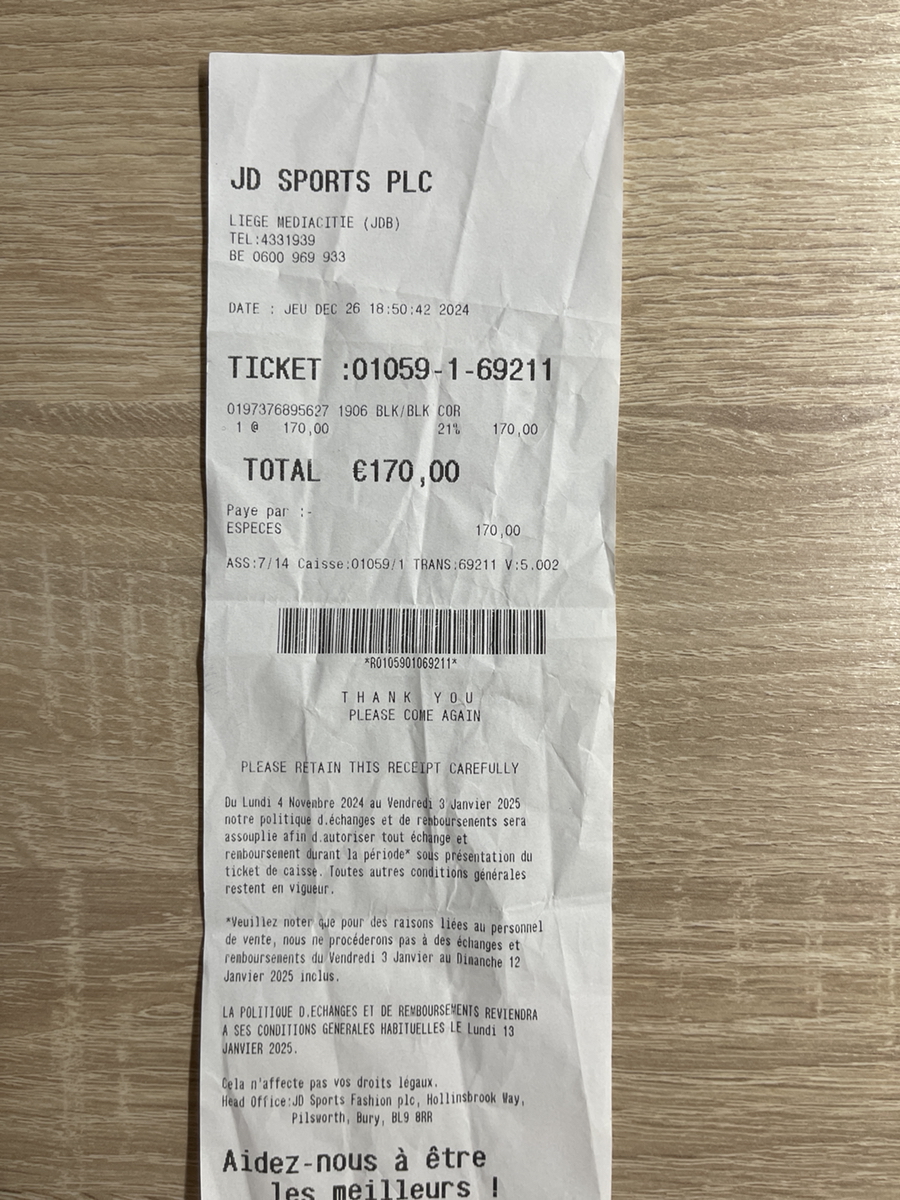 JD SPORTS PLC
LIEGE MEDIACITIE (JDB)
TEL:4331939
BE 0600 969 933
DATE : JEU DEC 26 18:50:42 2024
TICKET :01059-1-69211
0197376895627 1906 BLK/BLK COR
1 @ 170,00 21% 170,00
TOTAL €170,00
Paye par :-
ESPECES 170,00
ASS:7/14 Caisse:01059/1 TRANS:69211 V:5.002
*R0105901069211*
THANK YOU
PLEASE COME AGAIN
PLEASE RETAIN THIS RECEIPT CAREFULLY
Du Lundi 4 Novembre 2024 au Vendredi 3 Janvier 2025
notre politique d.échanges et de remboursements sera
assouplie afin d.autoriser tout échange et
remboursement durant la période* sous présentation du
ticket de caisse. Toutes autres conditions générales
restent en vigueur.
*Veuillez noter que pour des raisons liées au personnel
de vente, nous ne procéderons pas à des échanges et
remboursements du Vendredi 3 Janvier au Dimanche 12
Janvier 2025 inclus.
LA POLITIQUE D.ECHANGES ET DE REMBOURSEMENTS REVIENDRA
A SES CONDITIONS GENERALES HABITUELLES LE Lundi 13
JANVIER 2025.
Cela n'affecte pas vos droits légaux.
Head Office:JD Sports Fashion plc, Hollinsbrook Way,
Pilsworth, Bury, BL9 8RR
Aidez-nous à être
les meilleurs !